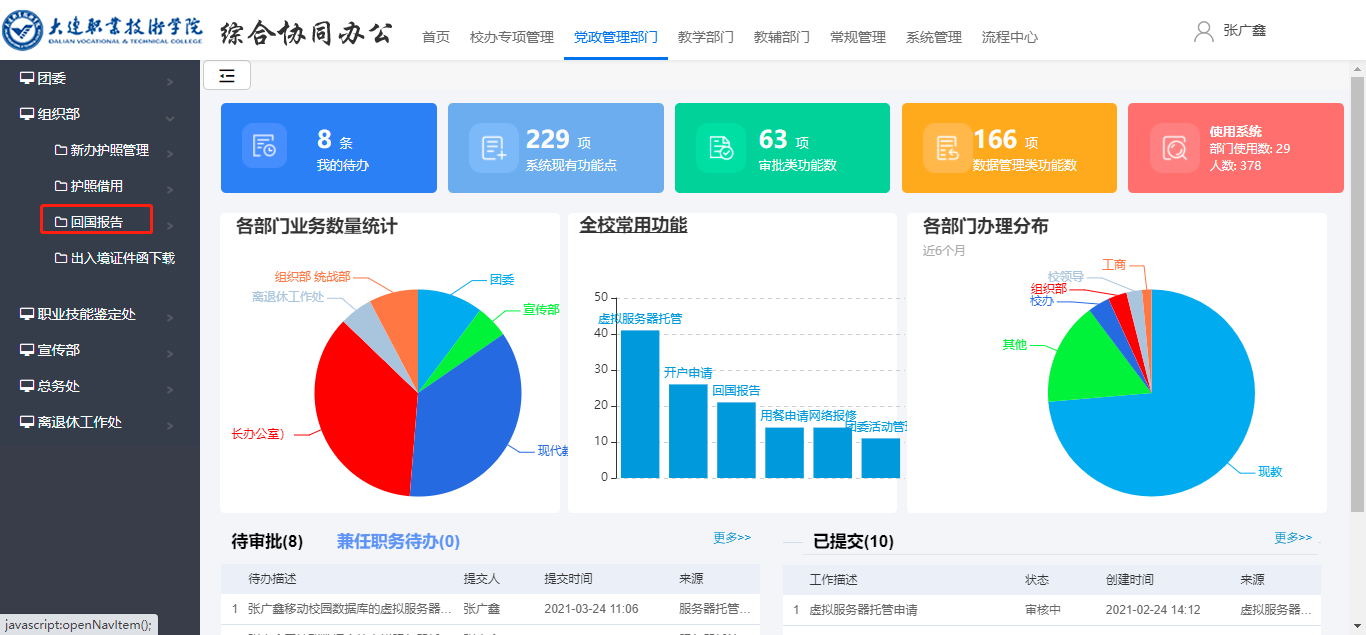 大连职业技术学院
DALIAN VOCATIONAL & TECHNICAL COLLEGE
综合协同办公
首页 校办专项管理 党政管理部门 教学部门 教辅部门 常规管理 系统管理 流程中心
张广鑫
团委
组织部
新办护照管理
护照借用
回国报告
出入境证件函下载
职业技能鉴定处
宣传部
总务处
离退休工作处
8 条
我的待办
229 项
系统现有功能点
63 项
审批类功能数
166 项
数据管理类功能数
使用系统
部门使用数: 29
人数: 378
各部门业务数量统计
组织部 统战部
团委
离退休工作处
宣传部
长办公室）
现代
全校常用功能
50
40
30
20
10
0
虚拟服务器托管
开户申请
回国报告
用餐申请
网络报修
团委活动管
各部门办理分布
近6个月
工商
校领导
组织部
校办
其他
现教
待审批(8) 兼任职务待办(0) 更多>>
待办描述 提交人 提交时间 来源
1 张广鑫移动校园数据库的虚拟服务器... 张广鑫 2021-03-24 11:06 服务器托管...
已提交(10) 更多>>
工作描述 状态 创建时间 来源
1 虚拟服务器托管申请 审核中 2021-02-24 14:12 虚拟服务器...
javascript:openNavItem();